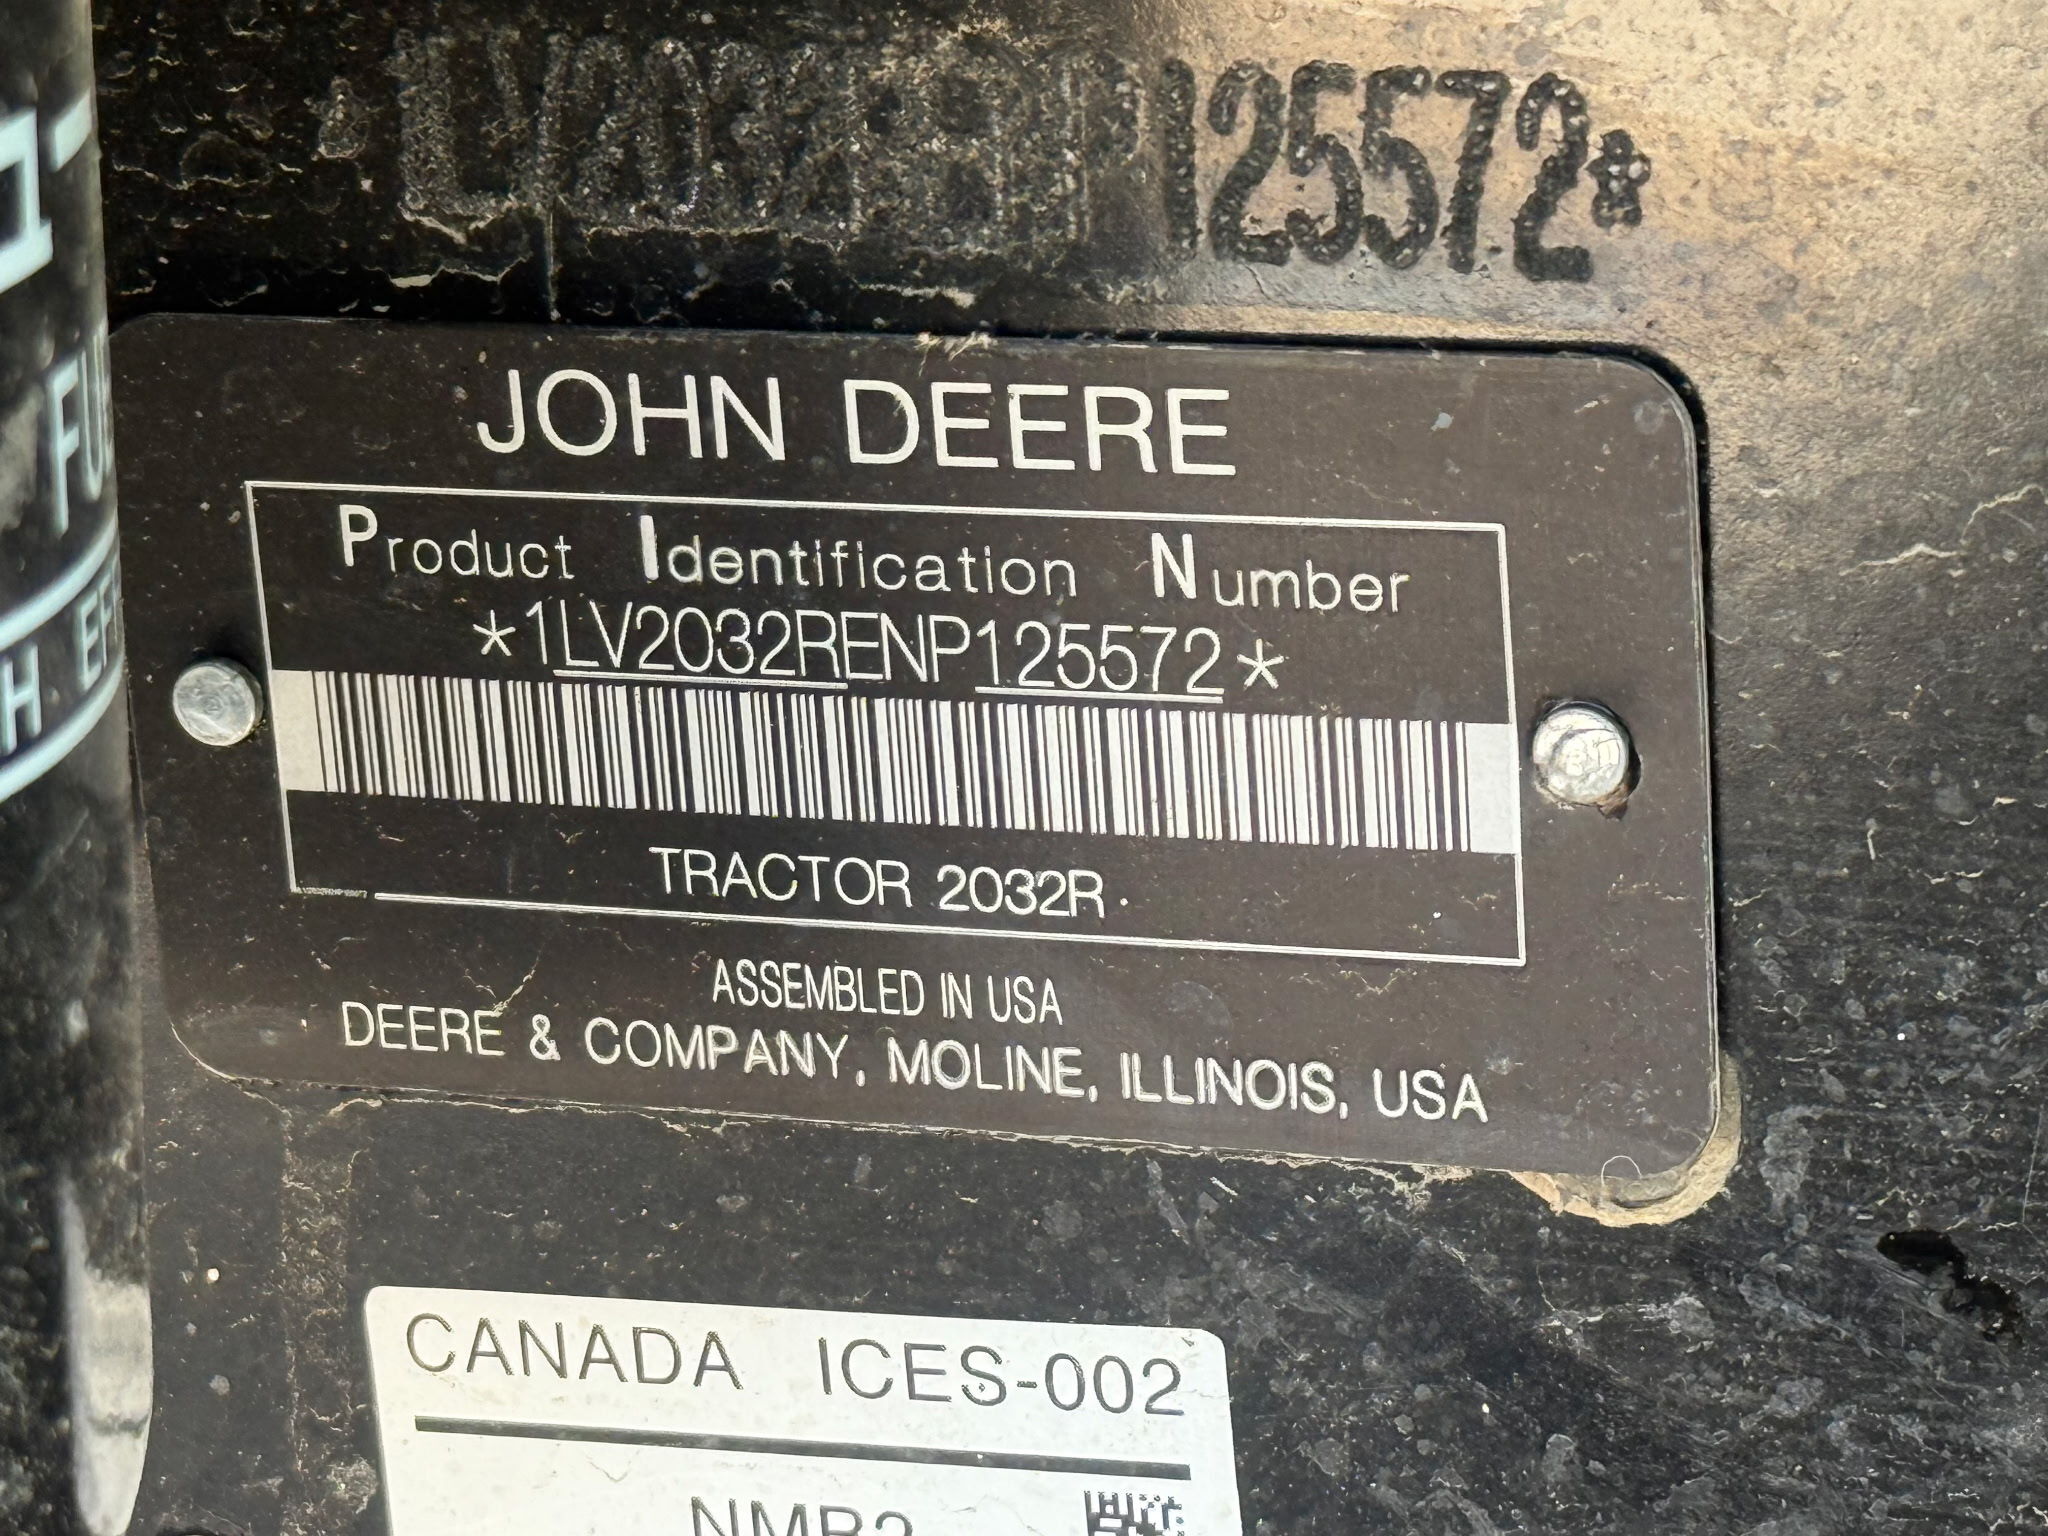 125572*
JOHN DEERE
Product Identification Number
*1LV2032RENP125572*
TRACTOR 2032R
ASSEMBLED IN USA
DEERE & COMPANY, MOLINE, ILLINOIS, USA
CANADA ICES-002